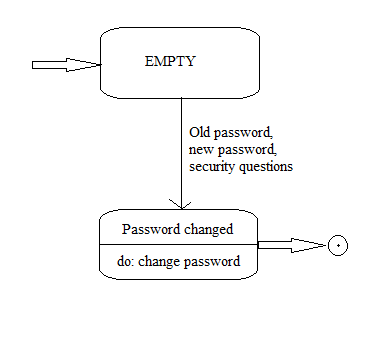 EMPTY
Old password,
new password,
security questions
Password changed
do: change password